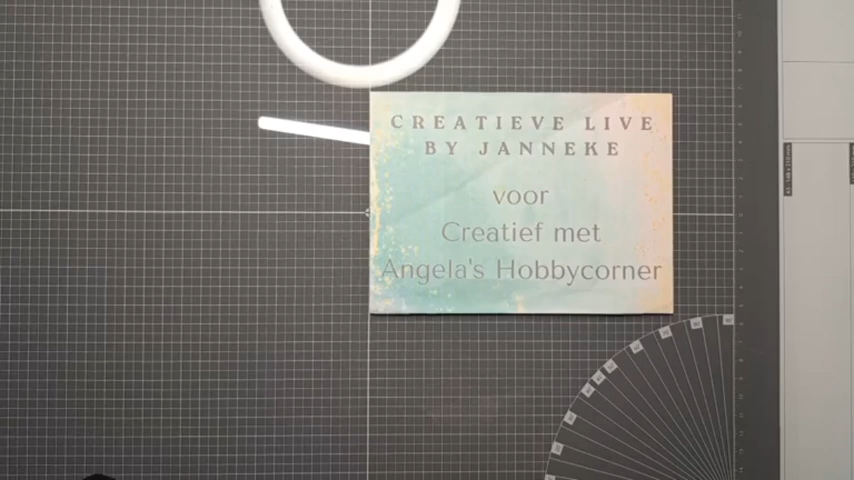 CREATIEVE LIVE
BY JANNEKE
voor
Creatief met
Angela's Hobbycorner